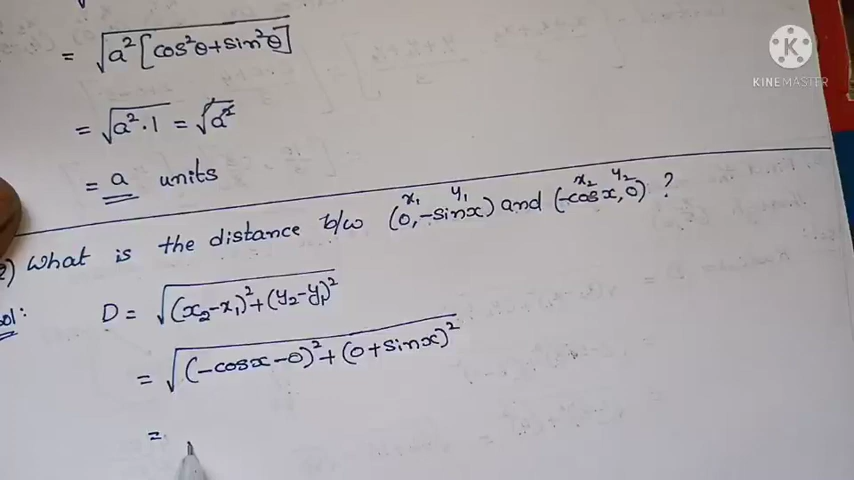 = √a²[cos²θ+sin²θ]
= √a².1 = √a²
= a units
KINEMASTER
x₁ y₁ x₂ y₂
2) What is the distance b/w (0,-sinx) and (-cosx,0) ?
Sol: D = √(x₂-x₁)²+(y₂-y₁)²
= √(-cosx-0)²+(0+sinx)²
=